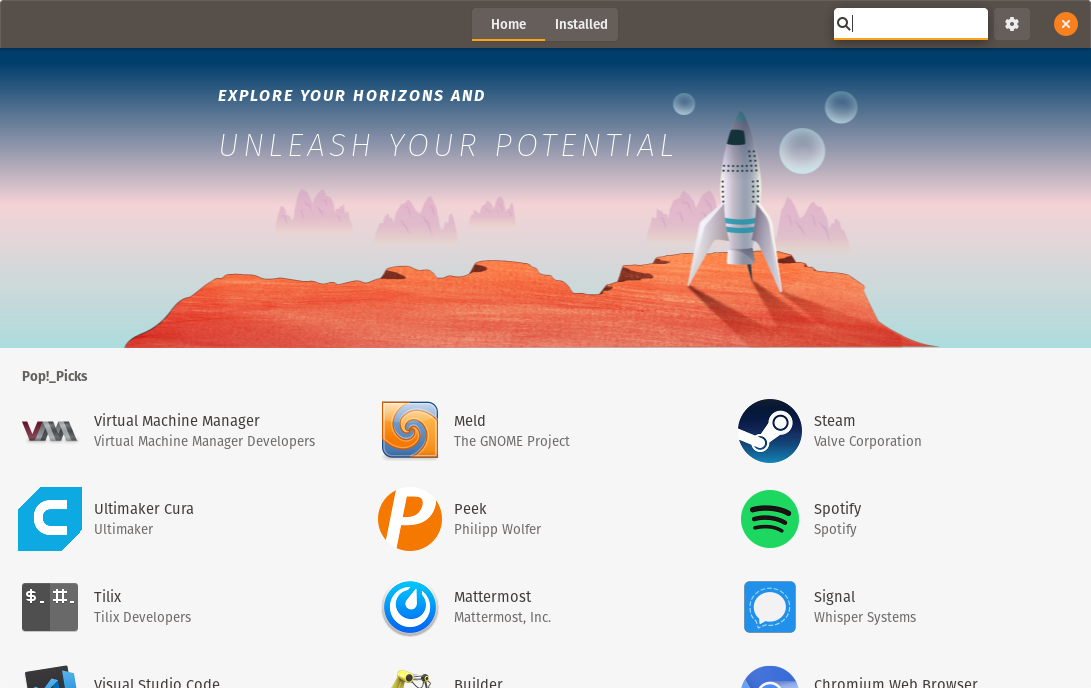 Home Installed
EXPLORE YOUR HORIZONS AND
UNLEASH YOUR POTENTIAL
Pop!_Picks
Virtual Machine Manager
Virtual Machine Manager Developers
Meld
The GNOME Project
Steam
Valve Corporation
Ultimaker Cura
Ultimaker
Peek
Philipp Wolfer
Spotify
Spotify
$_ #_
Tilix
Tilix Developers
Mattermost
Mattermost, Inc.
Signal
Whisper Systems
Visual Studio Code
Builder
Chromium Web Browser